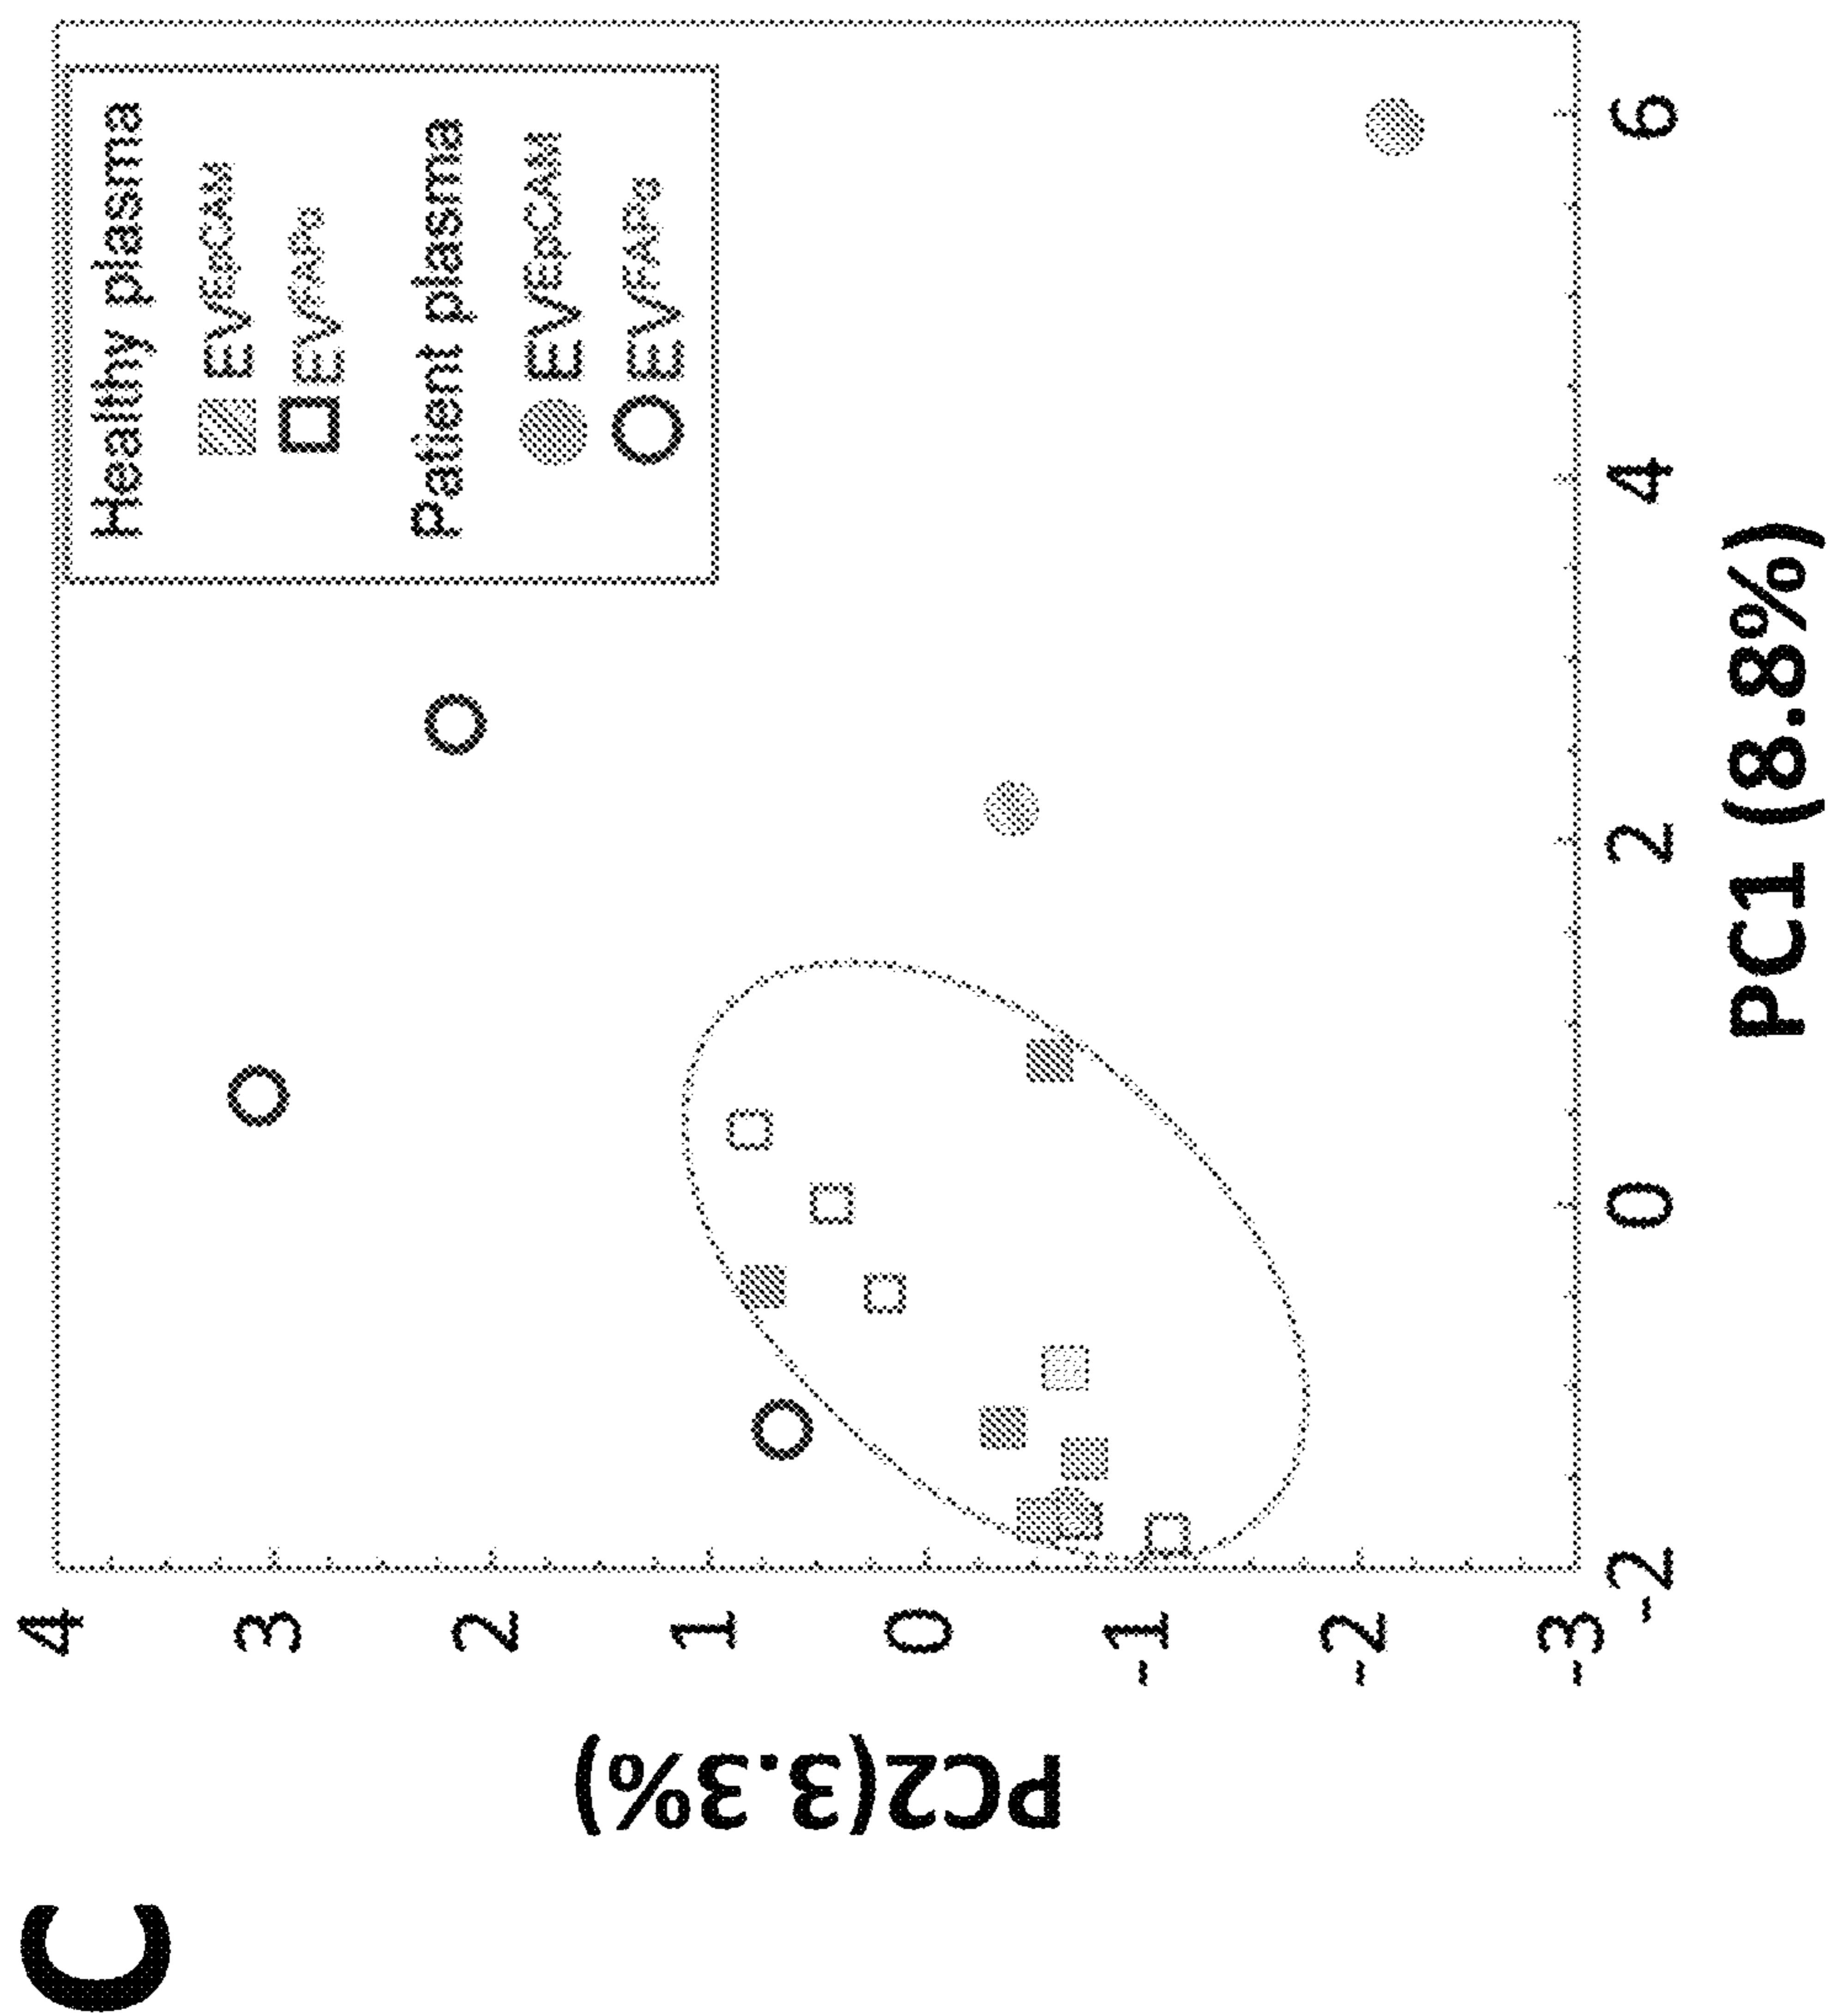 C
PC2(3.3%)
4
3
2
1
0
-1
-2
-3
-2
0
2
4
6
PC1 (8.8%)
Healthy plasma
EVEpCAM
EVFAPα
Patient plasma
EVEpCAM
EVFAPα